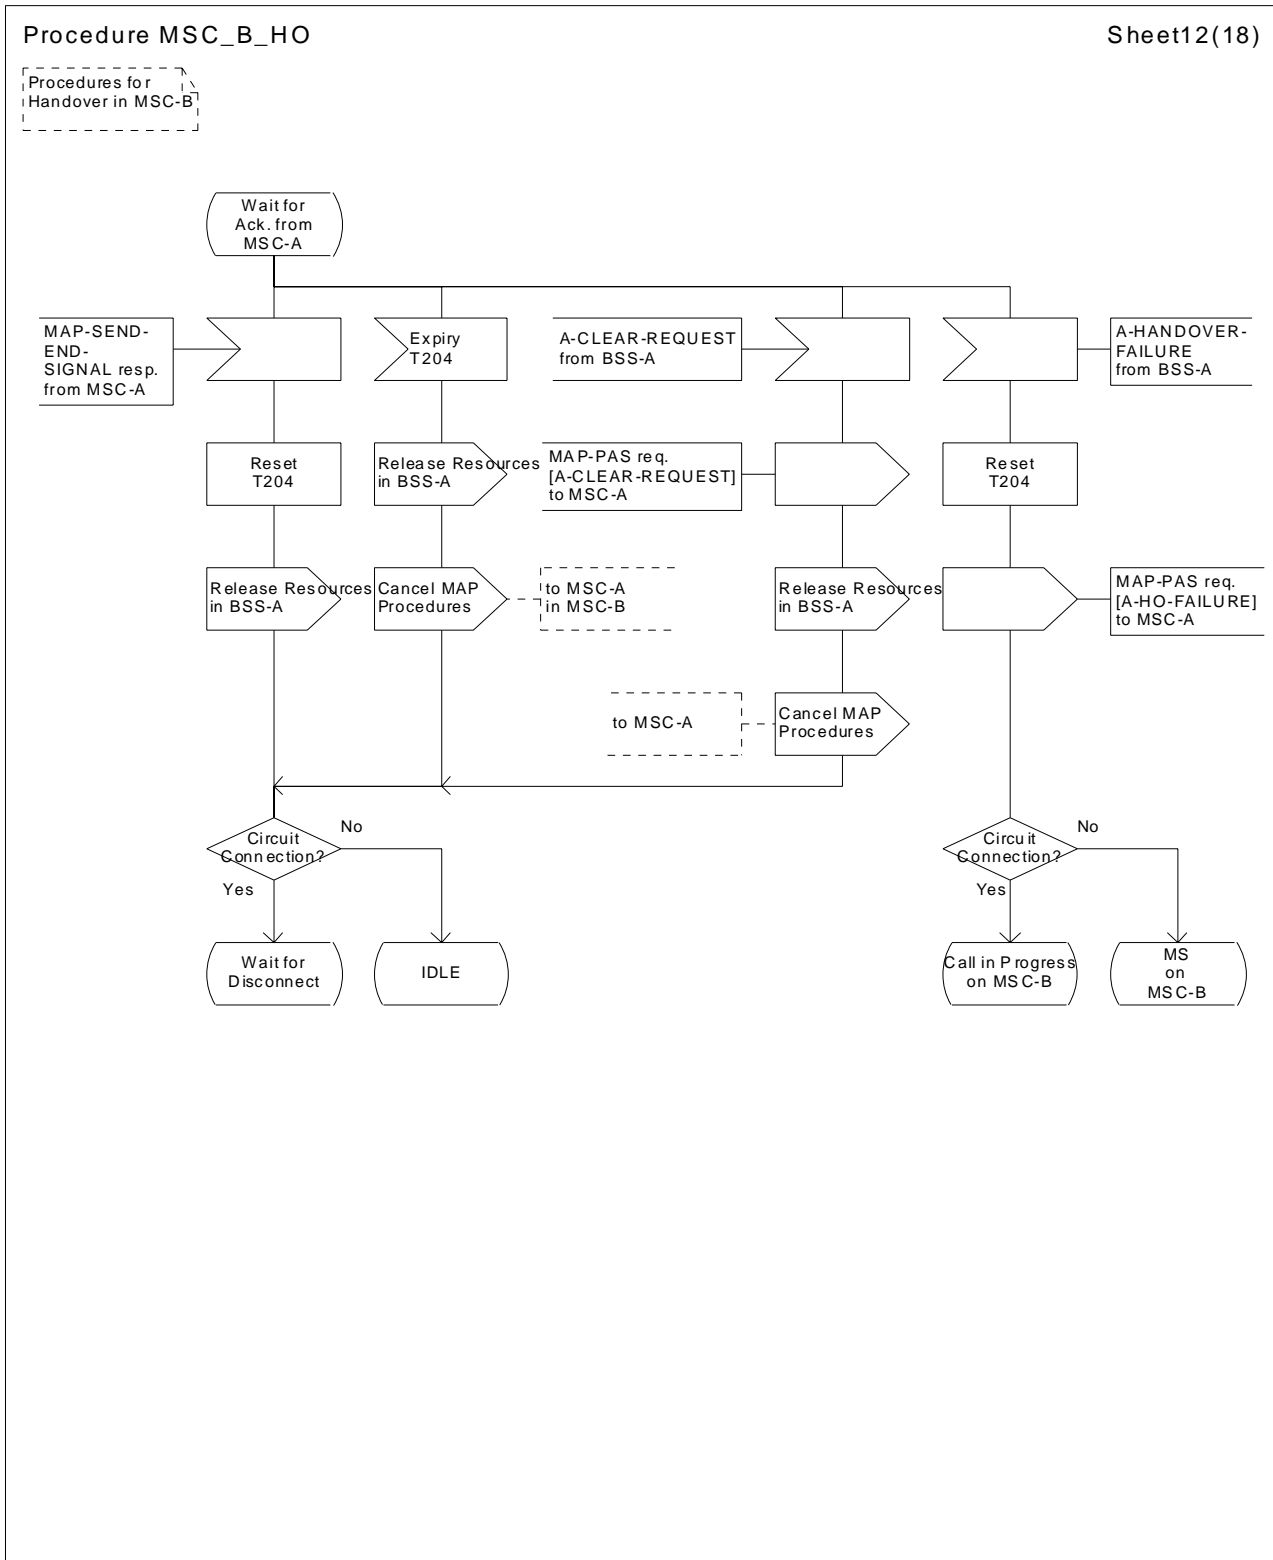 Procedure MSC_B_HO
Sheet12(18)
Procedures for
Handover in MSC-B
Wait for
Ack. from
MSC-A
MAP-SEND-
END-
SIGNAL resp.
from MSC-A
Expiry
T204
A-CLEAR-REQUEST
from BSS-A
A-HANDOVER-
FAILURE
from BSS-A
Reset
T204
Release Resources
in BSS-A
MAP-PAS req.
[A-CLEAR-REQUEST]
to MSC-A
Reset
T204
Release Resources
in BSS-A
Cancel MAP
Procedures
to MSC-A
in MSC-B
Release Resources
in BSS-A
MAP-PAS req.
[A-HO-FAILURE]
to MSC-A
to MSC-A
Cancel MAP
Procedures
Circuit
Connection?
No
Yes
Circuit
Connection?
No
Yes
Wait for
Disconnect
IDLE
Call in Progress
on MSC-B
MS
on
MSC-B